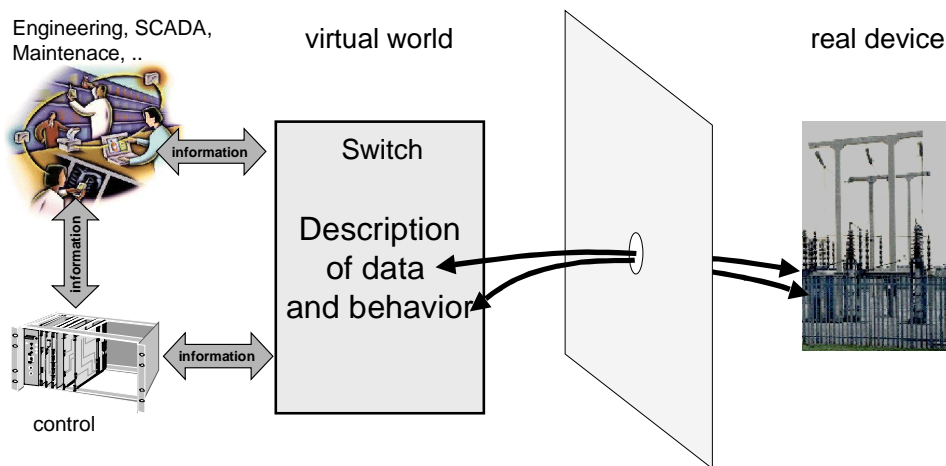 Engineering, SCADA,
Maintenace, ..
virtual world
real device
information
Switch
Description
of data
and behavior
information
information
control